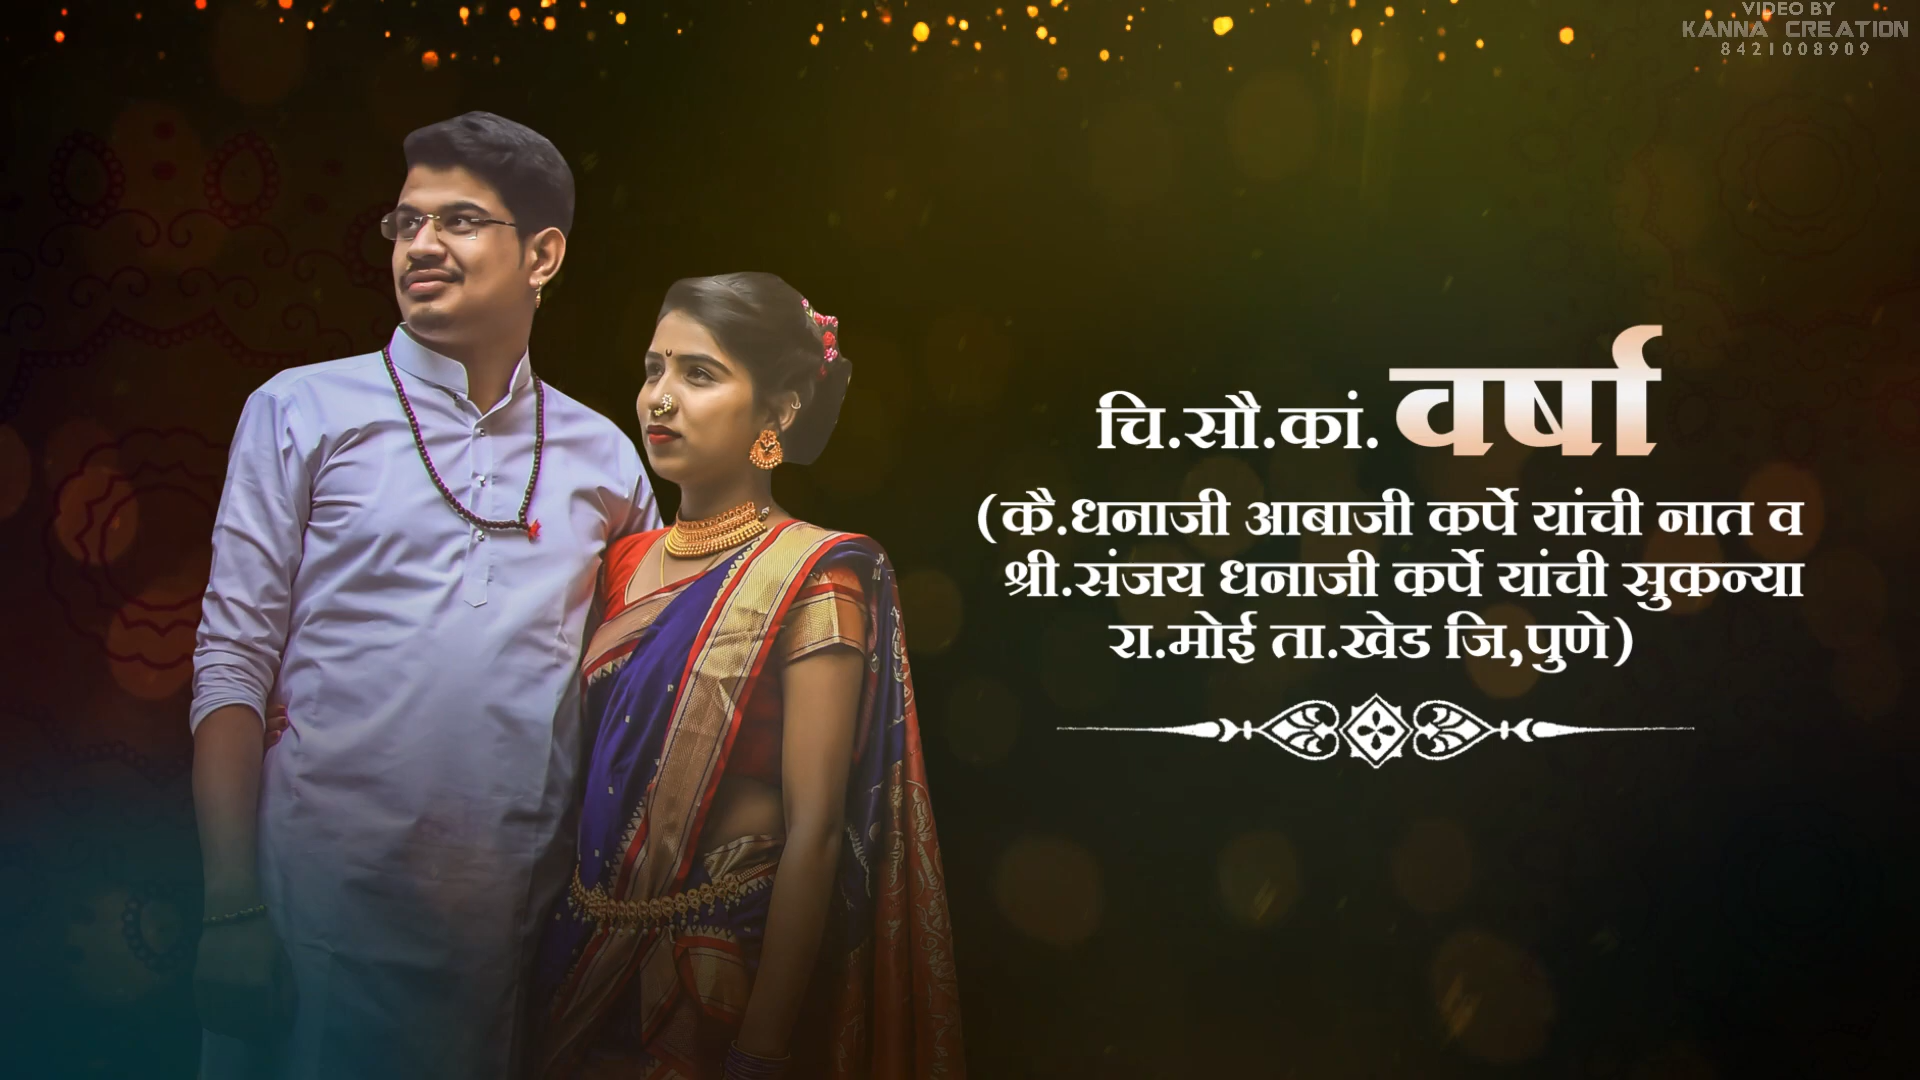 VIDEO BY
KANNA CREATION
8421008909
चि.सौ.कां. वर्षा
(कै.धनाजी आबाजी कर्पे यांची नात व
श्री.संजय धनाजी कर्पे यांची सुकन्या
रा.मोई ता.खेड जि,पुणे)